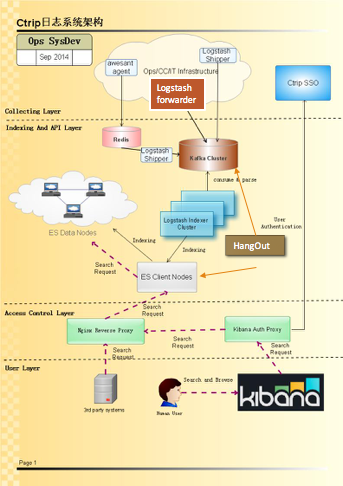 Ctrip日志系统架构
Ops SysDev
Sep 2014
awesant
agent
Logstash
Shipper
Ops/CC/IT Infrastructure
Logstash
forwarder
Ctrip SSO
Collecting Layer
Indexing And API Layer
Redis
Logstash
Shipper
Kafka Cluster
consume & parse
ES Data Nodes
Logstash Indexer
Cluster
User
Authentication
Indexing
Indexing
HangOut
Search
Request
ES Client Nodes
Search
Request
Access Control Layer
Nginx Reverse Proxy
Kibana Auth Proxy
Search
Request
Search
Request
Search
Request
User Layer
Search and Browse
kibana
3rd party systems
Human User
Page 1